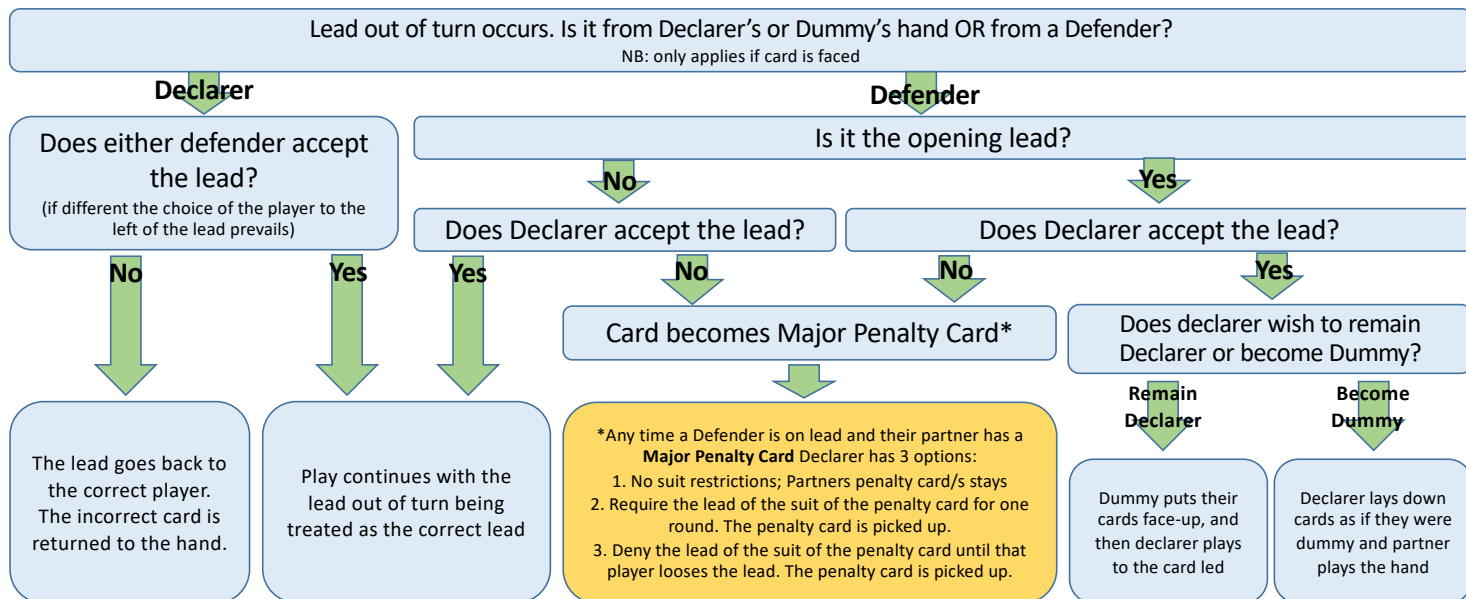 Lead out of turn occurs. Is it from Declarer’s or Dummy’s hand OR from a Defender?
NB: only applies if card is faced
Declarer
Defender
Does either defender accept
the lead?
(if different the choice of the player to the
left of the lead prevails)
Is it the opening lead?
No
Yes
Does Declarer accept the lead?
Does Declarer accept the lead?
No
Yes
Yes
No
No
Yes
Card becomes Major Penalty Card*
Does declarer wish to remain
Declarer or become Dummy?
Remain
Declarer
Become
Dummy
The lead goes back to
the correct player.
The incorrect card is
returned to the hand.
Play continues with the
lead out of turn being
treated as the correct lead
*Any time a Defender is on lead and their partner has a
Major Penalty Card Declarer has 3 options:
1. No suit restrictions; Partners penalty card/s stays
2. Require the lead of the suit of the penalty card for one
round. The penalty card is picked up.
3. Deny the lead of the suit of the penalty card until that
player looses the lead. The penalty card is picked up.
Dummy puts their
cards face-up, and
then declarer plays
to the card led
Declarer lays down
cards as if they were
dummy and partner
plays the hand